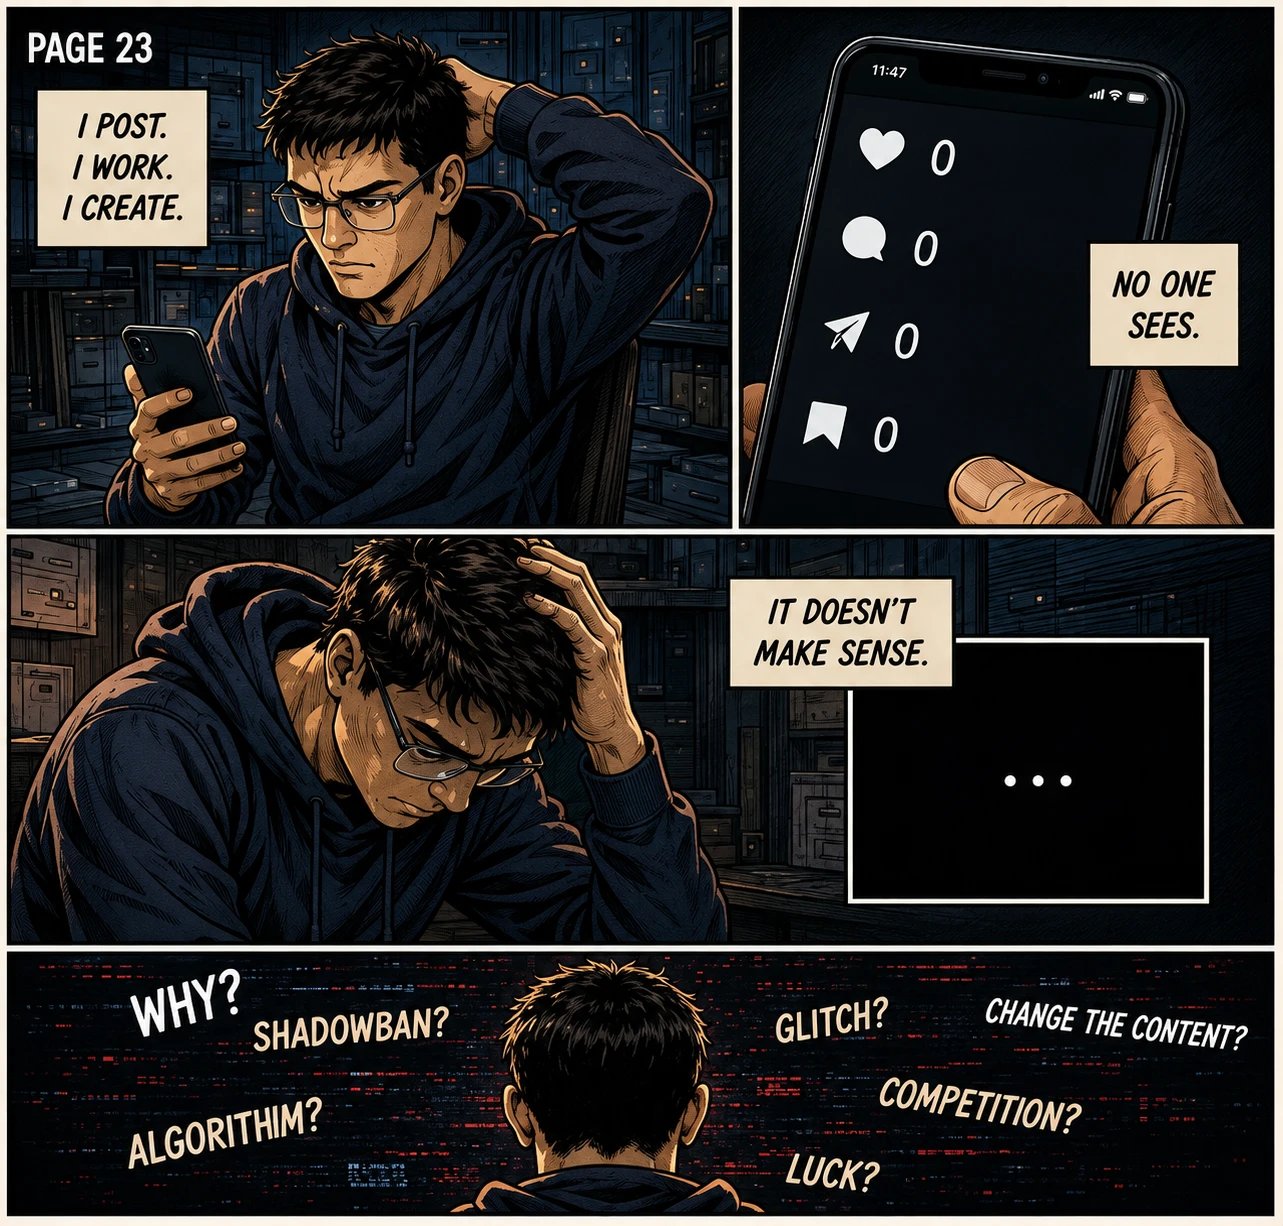 PAGE 23
I POST.
I WORK.
I CREATE.
11:47
0
0
0
0
NO ONE
SEES.
IT DOESN'T
MAKE SENSE.
...
WHY?
SHADOWBAN?
GLITCH?
CHANGE THE CONTENT?
ALGORITHIM?
COMPETITION?
LUCK?